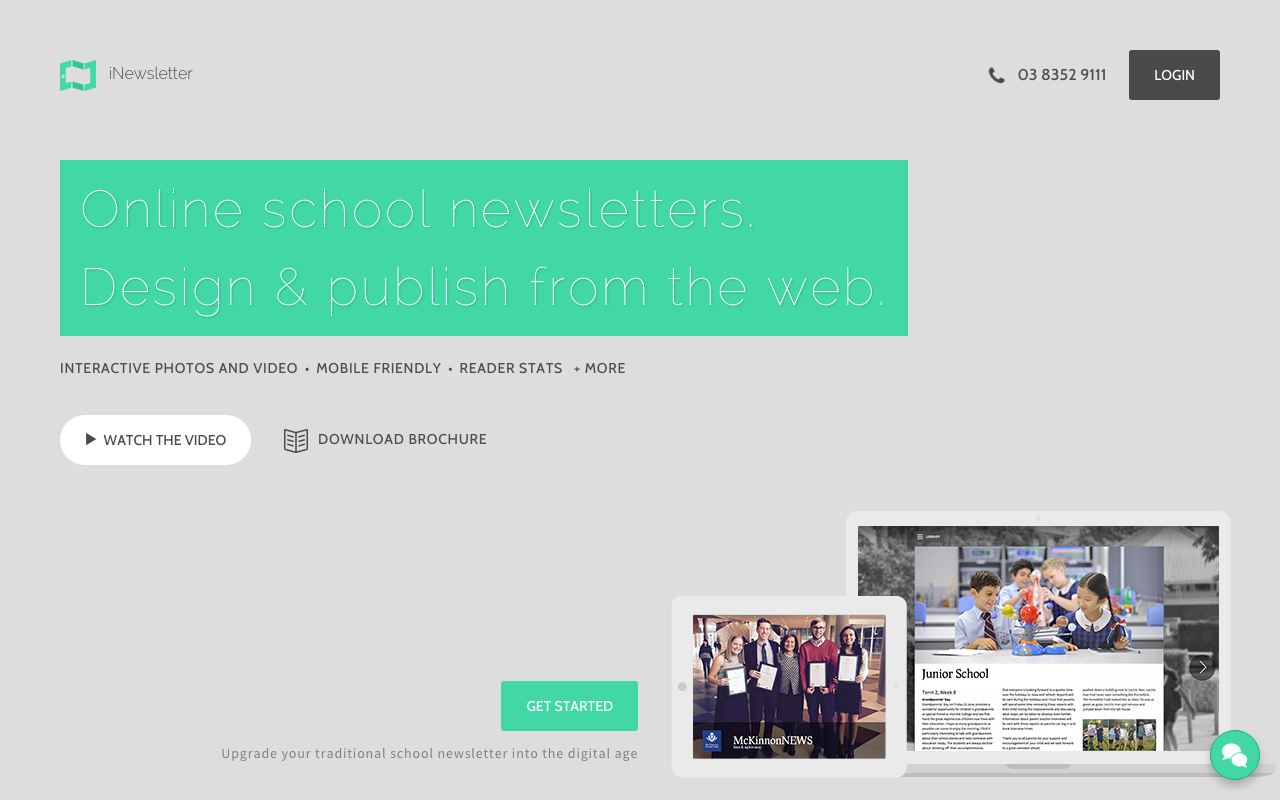 iNewsletter
03 8352 9111
LOGIN
Online school newsletters.
Design & publish from the web.
INTERACTIVE PHOTOS AND VIDEO • MOBILE FRIENDLY • READER STATS + MORE
WATCH THE VIDEO
DOWNLOAD BROCHURE
LIBRARY
Junior School
Term 2, Week 8
McKinnonNEWS
GET STARTED
Upgrade your traditional school newsletter into the digital age